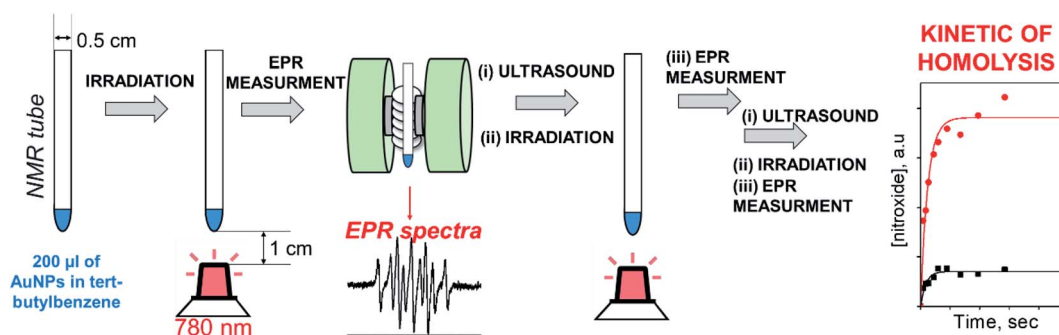 0.5 cm
NMR tube
200 µl of
AuNPs in tert-
butylbenzene
IRRADIATION
1 cm
780 nm
EPR
MEASURMENT
EPR spectra
(i) ULTRASOUND
(ii) IRRADIATION
(iii) EPR
MEASURMENT
(i) ULTRASOUND
(ii) IRRADIATION
(iii) EPR
MEASURMENT
KINETIC OF
HOMOLYSIS
[nitroxide], a.u
Time, sec